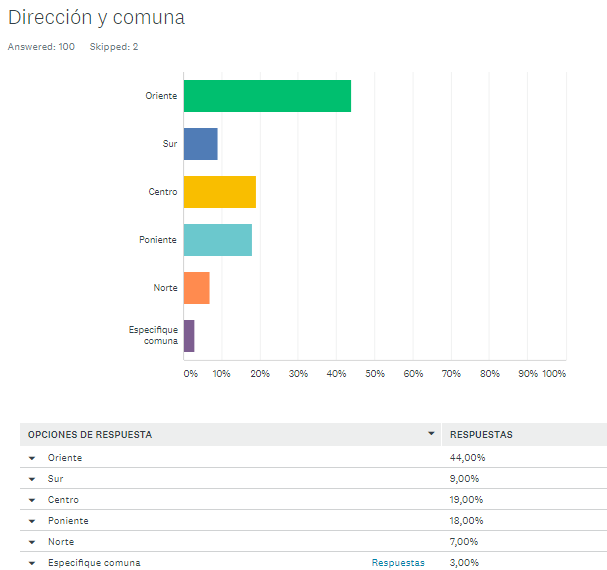 Dirección y comuna
Answered: 100 Skipped: 2
Oriente
Sur
Centro
Poniente
Norte
Especifique
comuna
0% 10% 20% 30% 40% 50% 60% 70% 80% 90% 100%
OPCIONES DE RESPUESTA RESPUESTAS
Oriente 44,00%
Sur 9,00%
Centro 19,00%
Poniente 18,00%
Norte 7,00%
Especifique comuna Respuestas 3,00%